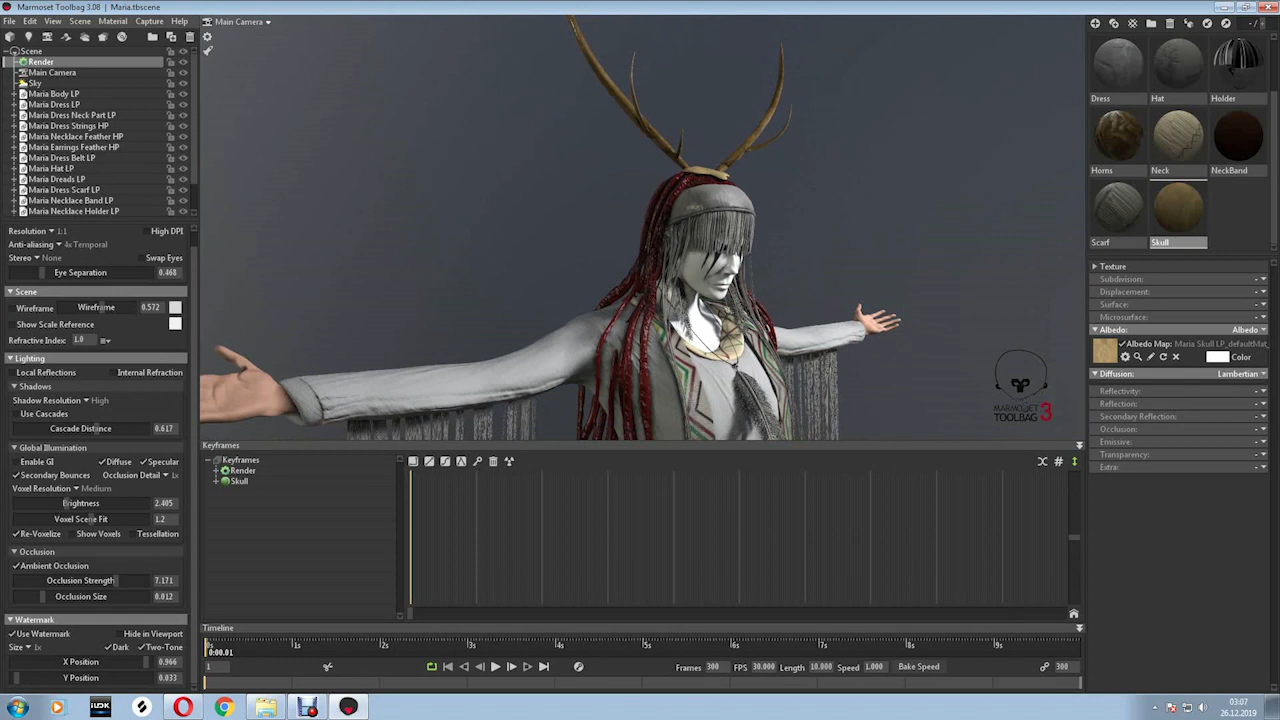 Marmoset Toolbag 3.08 | Maria.tbscene
File Edit View Scene Material Capture Help
Main Camera
Scene
Render
Main Camera
Sky
Maria Body LP
Maria Dress LP
Maria Dress Neck Part LP
Maria Dress Strings HP
Maria Necklace Feather HP
Maria Earrings Feather HP
Maria Dress Belt LP
Maria Hat LP
Maria Dreads LP
Maria Dress Scarf LP
Maria Necklace Band LP
Maria Necklace Holder LP
Resolution 1:1 High DPI
Anti-aliasing 4x Temporal
Stereo None Swap Eyes
Eye Separation 0.468
Scene
Wireframe Wireframe 0.572
Show Scale Reference
Refractive Index: 1.0
Lighting
Local Reflections Internal Refraction
Shadows
Shadow Resolution High
Use Cascades
Cascade Distance 0.617
Global Illumination
Enable GI Diffuse Specular
Secondary Bounces Occlusion Detail 1x
Voxel Resolution Medium
Brightness 2.405
Voxel Scene Fit 1.2
Re-Voxelize Show Voxels Tessellation
Occlusion
Ambient Occlusion
Occlusion Strength 7.171
Occlusion Size 0.012
Watermark
Use Watermark Hide in Viewport
Size 1x Dark Two-Tone
X Position 0.966
Y Position 0.033
MARMOSET
TOOLBAG 3
Keyframes
Keyframes
Render
Skull
Timeline
0s 1s 2s 3s 4s 5s 6s 7s 8s 9s
0:00.01
1 Frames 300 FPS 30.000 Length 10.000 Speed 1.000 Bake Speed 300
Dress Hat Holder
Horns Neck NeckBand
Scarf Skull
Texture
Subdivision:
Displacement:
Surface:
Microsurface:
Albedo: Albedo
Albedo Map: Maria Skull LP_defaultMat_
Color
Diffusion: Lambertian
Reflectivity:
Reflection:
Secondary Reflection:
Occlusion:
Emissive:
Transparency:
Extra:
03:07
26.12.2019